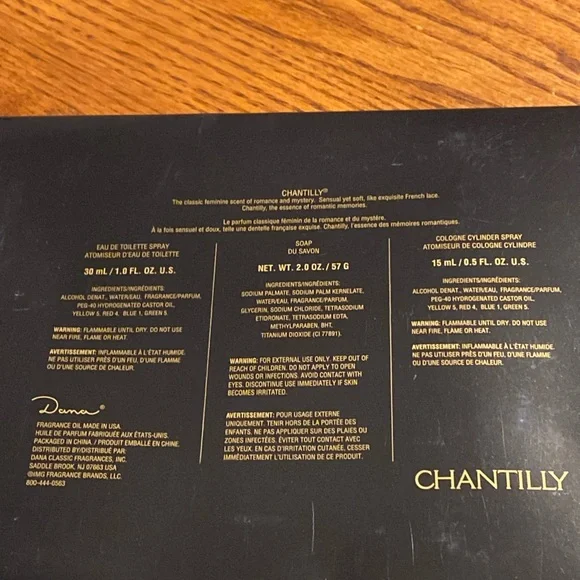 CHANTILLY®
The classic feminine scent of romance and mystery. Sensual yet soft, like exquisite French lace.
Chantilly, the essence of romantic memories.
Le parfum classique féminin de la romance et du mystère.
À la fois sensuel et doux, telle une dentelle française exquise. Chantilly, l'essence des mémoires romantiques.
EAU DE TOILETTE SPRAY
ATOMISEUR D'EAU DE TOILETTE
30 mL / 1.0 FL. OZ. U.S.
INGREDIENTS/INGRÉDIENTS:
ALCOHOL DENAT., WATER/EAU, FRAGRANCE/PARFUM,
PEG-40 HYDROGENATED CASTOR OIL,
YELLOW 5, RED 4, BLUE 1, GREEN 5.
WARNING: FLAMMABLE UNTIL DRY. DO NOT USE
NEAR FIRE, FLAME OR HEAT.
AVERTISSEMENT: INFLAMMABLE À L'ÉTAT HUMIDE.
NE PAS UTILISER PRÈS D'UN FEU, D'UNE FLAMME
OU D'UNE SOURCE DE CHALEUR.
SOAP
DU SAVON
NET. WT. 2.0 OZ. / 57 G
INGREDIENTS/INGRÉDIENTS:
SODIUM PALMATE, SODIUM PALM KERNELATE,
WATER/EAU, FRAGRANCE/PARFUM,
GLYCERIN, SODIUM CHLORIDE, TETRASODIUM
ETIDRONATE, TETRASODIUM EDTA,
METHYLPARABEN, BHT,
TITANIUM DIOXIDE (CI 77891).
WARNING: FOR EXTERNAL USE ONLY. KEEP OUT OF
REACH OF CHILDREN. DO NOT APPLY TO OPEN
WOUNDS OR INFECTIONS. AVOID CONTACT WITH
EYES. DISCONTINUE USE IMMEDIATELY IF SKIN
BECOMES IRRITATED.
AVERTISSEMENT: POUR USAGE EXTERNE
UNIQUEMENT. TENIR HORS DE LA PORTÉE DES
ENFANTS. NE PAS APPLIQUER SUR DES PLAIES OU
ZONES INFECTÉES. ÉVITER TOUT CONTACT AVEC
LES YEUX. EN CAS D'IRRITATION CUTANÉE, CESSER
IMMÉDIATEMENT L'UTILISATION DE CE PRODUIT.
COLOGNE CYLINDER SPRAY
ATOMISEUR DE COLOGNE CYLINDRE
15 mL / 0.5 FL. OZ. U.S.
INGREDIENTS/INGRÉDIENTS:
ALCOHOL DENAT., WATER/EAU, FRAGRANCE/PARFUM,
PEG-40 HYDROGENATED CASTOR OIL,
YELLOW 5, RED 4, BLUE 1, GREEN 5.
WARNING: FLAMMABLE UNTIL DRY. DO NOT USE
NEAR FIRE, FLAME OR HEAT.
AVERTISSEMENT: INFLAMMABLE À L'ÉTAT HUMIDE.
NE PAS UTILISER PRÈS D'UN FEU, D'UNE FLAMME
OU D'UNE SOURCE DE CHALEUR.
Dana®
FRAGRANCE OIL MADE IN USA.
HUILE DE PARFUM FABRIQUÉE AUX ÉTATS-UNIS.
PACKAGED IN CHINA. / PRODUIT EMBALLÉ EN CHINE.
DISTRIBUTED BY/DISTRIBUÉ PAR:
DANA CLASSIC FRAGRANCES, INC.
SADDLE BROOK, NJ 07663 USA
©IMG FRAGRANCE BRANDS, LLC.
800-444-0563
CHANTILLY